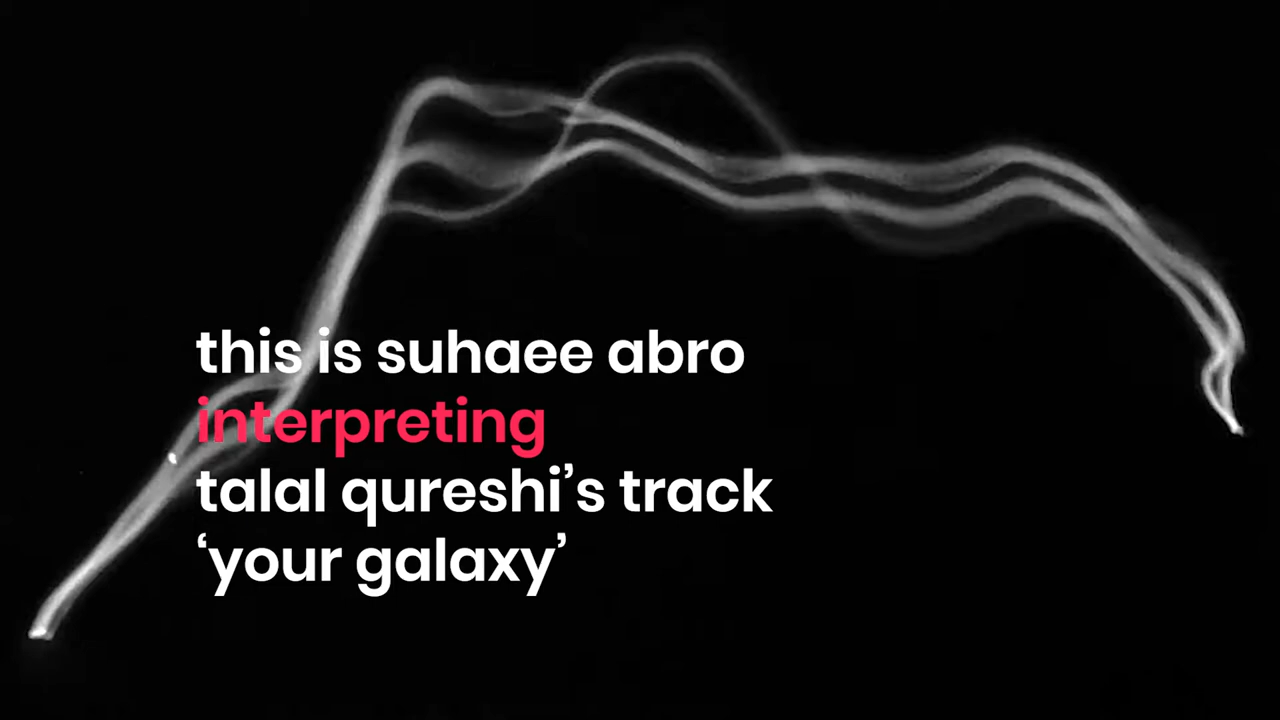 this is suhaee abro
interpreting
talal qureshi’s track
‘your galaxy’